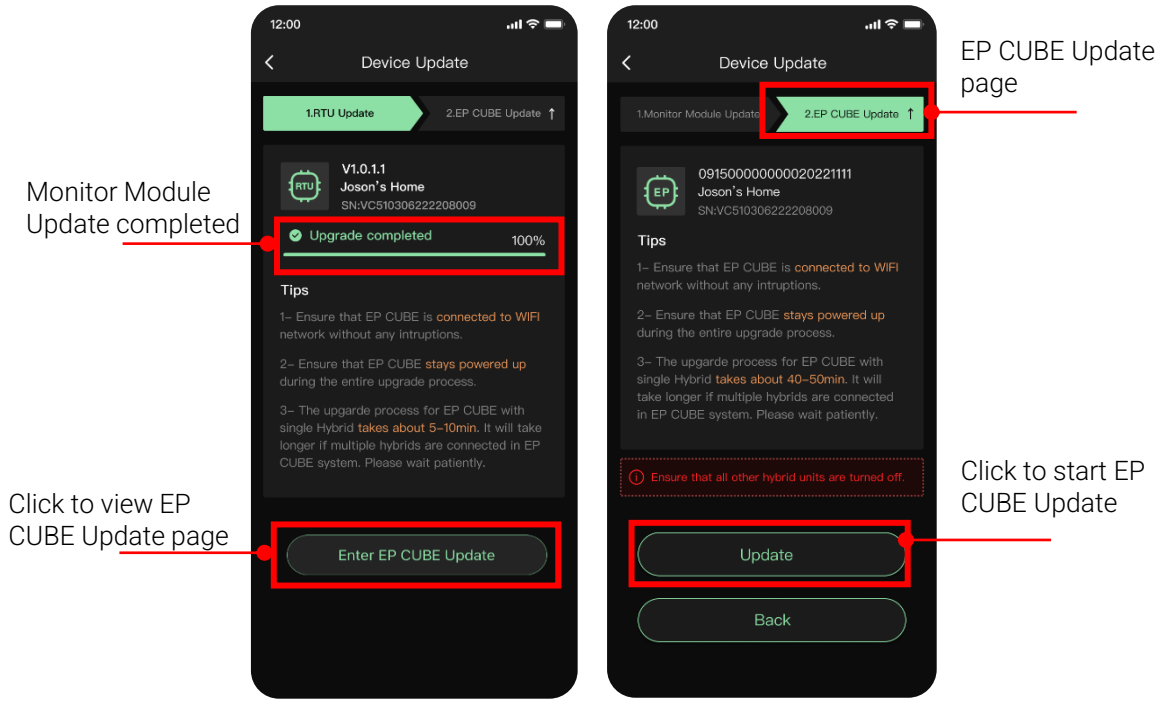 Monitor Module
Update completed
Click to view EP
CUBE Update page
12:00
Device Update
1.RTU Update
2.EP CUBE Update ↑
RTU
V1.0.1.1
Joson's Home
SN:VC510306222208009
Upgrade completed
100%
Tips
1– Ensure that EP CUBE is connected to WIFI
network without any intruptions.
2– Ensure that EP CUBE stays powered up
during the entire upgrade process.
3– The upgarde process for EP CUBE with
single Hybrid takes about 5–10min. It will take
longer if multiple hybrids are connected in EP
CUBE system. Please wait patiently.
Enter EP CUBE Update
12:00
Device Update
1.Monitor Module Update
2.EP CUBE Update ↑
EP
091500000000020221111
Joson's Home
SN:VC510306222208009
Tips
1– Ensure that EP CUBE is connected to WIFI
network without any intruptions.
2– Ensure that EP CUBE stays powered up
during the entire upgrade process.
3– The upgarde process for EP CUBE with
single Hybrid takes about 40–50min. It will
take longer if multiple hybrids are connected
in EP CUBE system. Please wait patiently.
Ensure that all other hybrid units are turned off.
Update
Back
EP CUBE Update
page
Click to start EP
CUBE Update